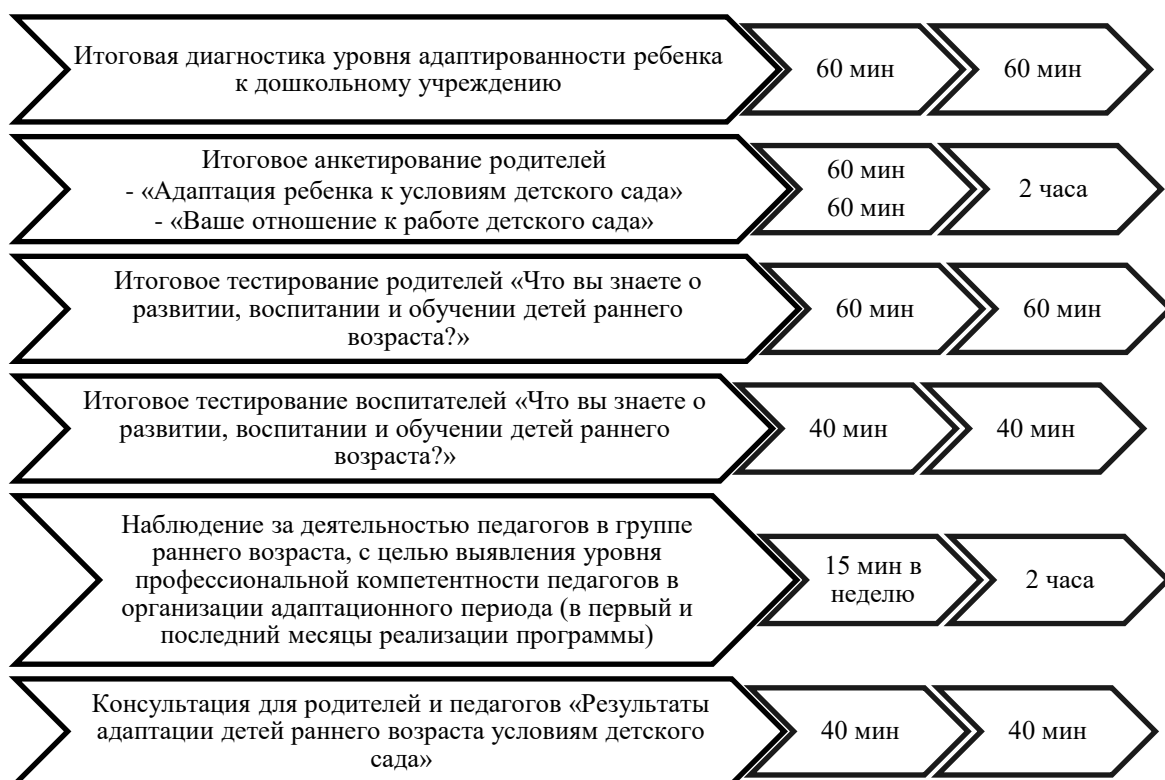 Итоговая диагностика уровня адаптированности ребенка
к дошкольному учреждению
60 мин
60 мин
Итоговое анкетирование родителей
- «Адаптация ребенка к условиям детского сада»
- «Ваше отношение к работе детского сада»
60 мин
60 мин
2 часа
Итоговое тестирование родителей «Что вы знаете о
развитии, воспитании и обучении детей раннего
возраста?»
60 мин
60 мин
Итоговое тестирование воспитателей «Что вы знаете о
развитии, воспитании и обучении детей раннего
возраста?»
40 мин
40 мин
Наблюдение за деятельностью педагогов в группе
раннего возраста, с целью выявления уровня
профессиональной компетентности педагогов в
организации адаптационного периода (в первый и
последний месяцы реализации программы)
15 мин в
неделю
2 часа
Консультация для родителей и педагогов «Результаты
адаптации детей раннего возраста условиям детского
сада»
40 мин
40 мин